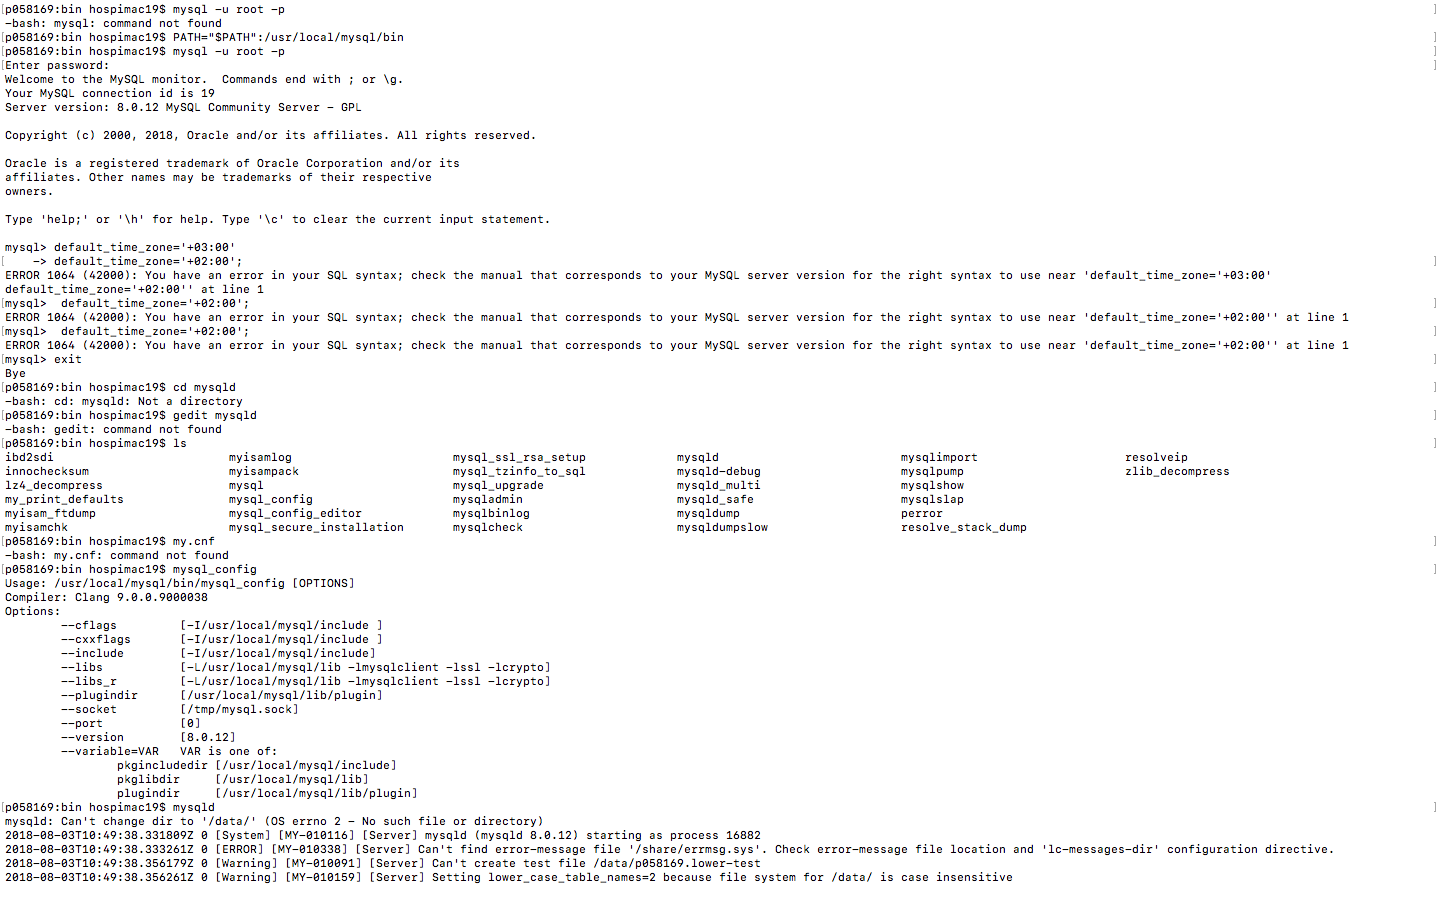 [p058169:bin hospimac19$ mysql -u root -p ]
-bash: mysql: command not found
[p058169:bin hospimac19$ PATH="$PATH":/usr/local/mysql/bin ]
[p058169:bin hospimac19$ mysql -u root -p ]
[Enter password: ]
Welcome to the MySQL monitor.  Commands end with ; or \g.
Your MySQL connection id is 19
Server version: 8.0.12 MySQL Community Server - GPL

Copyright (c) 2000, 2018, Oracle and/or its affiliates. All rights reserved.

Oracle is a registered trademark of Oracle Corporation and/or its
affiliates. Other names may be trademarks of their respective
owners.

Type 'help;' or '\h' for help. Type '\c' to clear the current input statement.

mysql> default_time_zone='+03:00'
[    -> default_time_zone='+02:00'; ]
ERROR 1064 (42000): You have an error in your SQL syntax; check the manual that corresponds to your MySQL server version for the right syntax to use near 'default_time_zone='+03:00'
default_time_zone='+02:00'' at line 1
[mysql>  default_time_zone='+02:00'; ]
ERROR 1064 (42000): You have an error in your SQL syntax; check the manual that corresponds to your MySQL server version for the right syntax to use near 'default_time_zone='+02:00'' at line 1
[mysql>  default_time_zone='+02:00'; ]
ERROR 1064 (42000): You have an error in your SQL syntax; check the manual that corresponds to your MySQL server version for the right syntax to use near 'default_time_zone='+02:00'' at line 1
[mysql> exit ]
Bye
[p058169:bin hospimac19$ cd mysqld ]
-bash: cd: mysqld: Not a directory
[p058169:bin hospimac19$ gedit mysqld ]
-bash: gedit: command not found
[p058169:bin hospimac19$ ls ]
ibd2sdi myisamlog mysql_ssl_rsa_setup mysqld mysqlimport resolveip
innochecksum myisampack mysql_tzinfo_to_sql mysqld-debug mysqlpump zlib_decompress
lz4_decompress mysql mysql_upgrade mysqld_multi mysqlshow
my_print_defaults mysql_config mysqladmin mysqld_safe mysqlslap
myisam_ftdump mysql_config_editor mysqlbinlog mysqldump perror
myisamchk mysql_secure_installation mysqlcheck mysqldumpslow resolve_stack_dump
[p058169:bin hospimac19$ my.cnf ]
-bash: my.cnf: command not found
[p058169:bin hospimac19$ mysql_config ]
Usage: /usr/local/mysql/bin/mysql_config [OPTIONS]
Compiler: Clang 9.0.0.9000038
Options:
--cflags [-I/usr/local/mysql/include ]
--cxxflags [-I/usr/local/mysql/include ]
--include [-I/usr/local/mysql/include]
--libs [-L/usr/local/mysql/lib -lmysqlclient -lssl -lcrypto]
--libs_r [-L/usr/local/mysql/lib -lmysqlclient -lssl -lcrypto]
--plugindir [/usr/local/mysql/lib/plugin]
--socket [/tmp/mysql.sock]
--port [0]
--version [8.0.12]
--variable=VAR VAR is one of:
pkgincludedir [/usr/local/mysql/include]
pkglibdir [/usr/local/mysql/lib]
plugindir [/usr/local/mysql/lib/plugin]
[p058169:bin hospimac19$ mysqld ]
mysqld: Can't change dir to '/data/' (OS errno 2 - No such file or directory)
2018-08-03T10:49:38.331809Z 0 [System] [MY-010116] [Server] mysqld (mysqld 8.0.12) starting as process 16882
2018-08-03T10:49:38.333261Z 0 [ERROR] [MY-010338] [Server] Can't find error-message file '/share/errmsg.sys'. Check error-message file location and 'lc-messages-dir' configuration directive.
2018-08-03T10:49:38.356179Z 0 [Warning] [MY-010091] [Server] Can't create test file /data/p058169.lower-test
2018-08-03T10:49:38.356261Z 0 [Warning] [MY-010159] [Server] Setting lower_case_table_names=2 because file system for /data/ is case insensitive